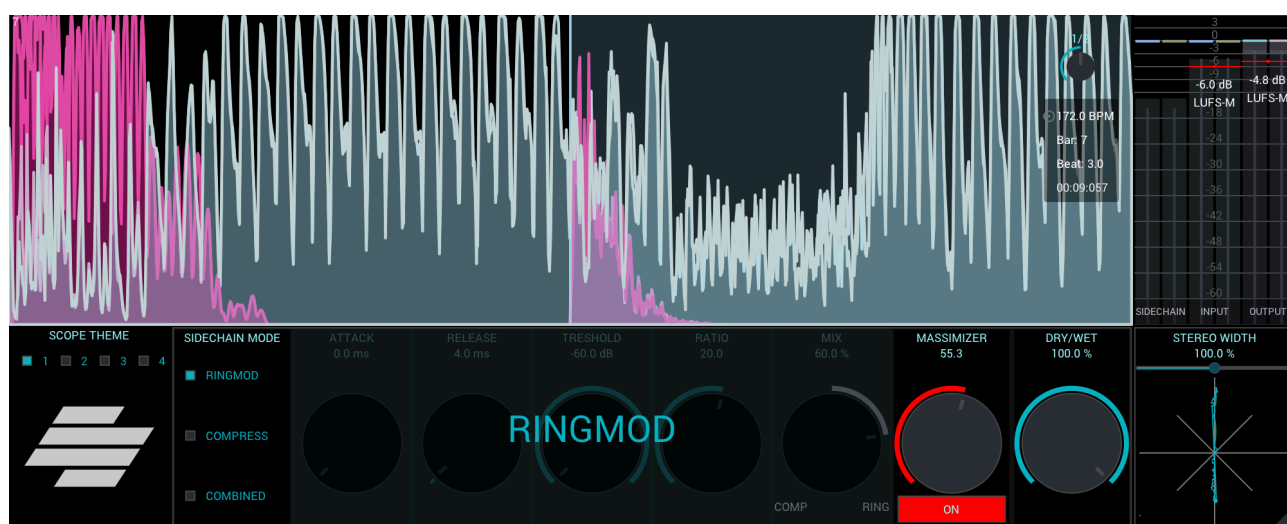 7
1/2
172.0 BPM
Bar: 7
Beat: 3.0
00:09:057
3
0
-3
-6
-9
-6.0 dB
LUFS-M
-4.8 dB
LUFS-M
-18
-24
-30
-36
-42
-48
-54
-60
SIDECHAIN INPUT OUTPUT
SCOPE THEME
1 2 3 4
SIDECHAIN MODE
RINGMOD
COMPRESS
COMBINED
ATTACK
0.0 ms
RELEASE
4.0 ms
TRESHOLD
-60.0 dB
RATIO
20.0
MIX
60.0 %
RINGMOD
COMP RING
MASSIMIZER
55.3
ON
DRY/WET
100.0 %
STEREO WIDTH
100.0 %